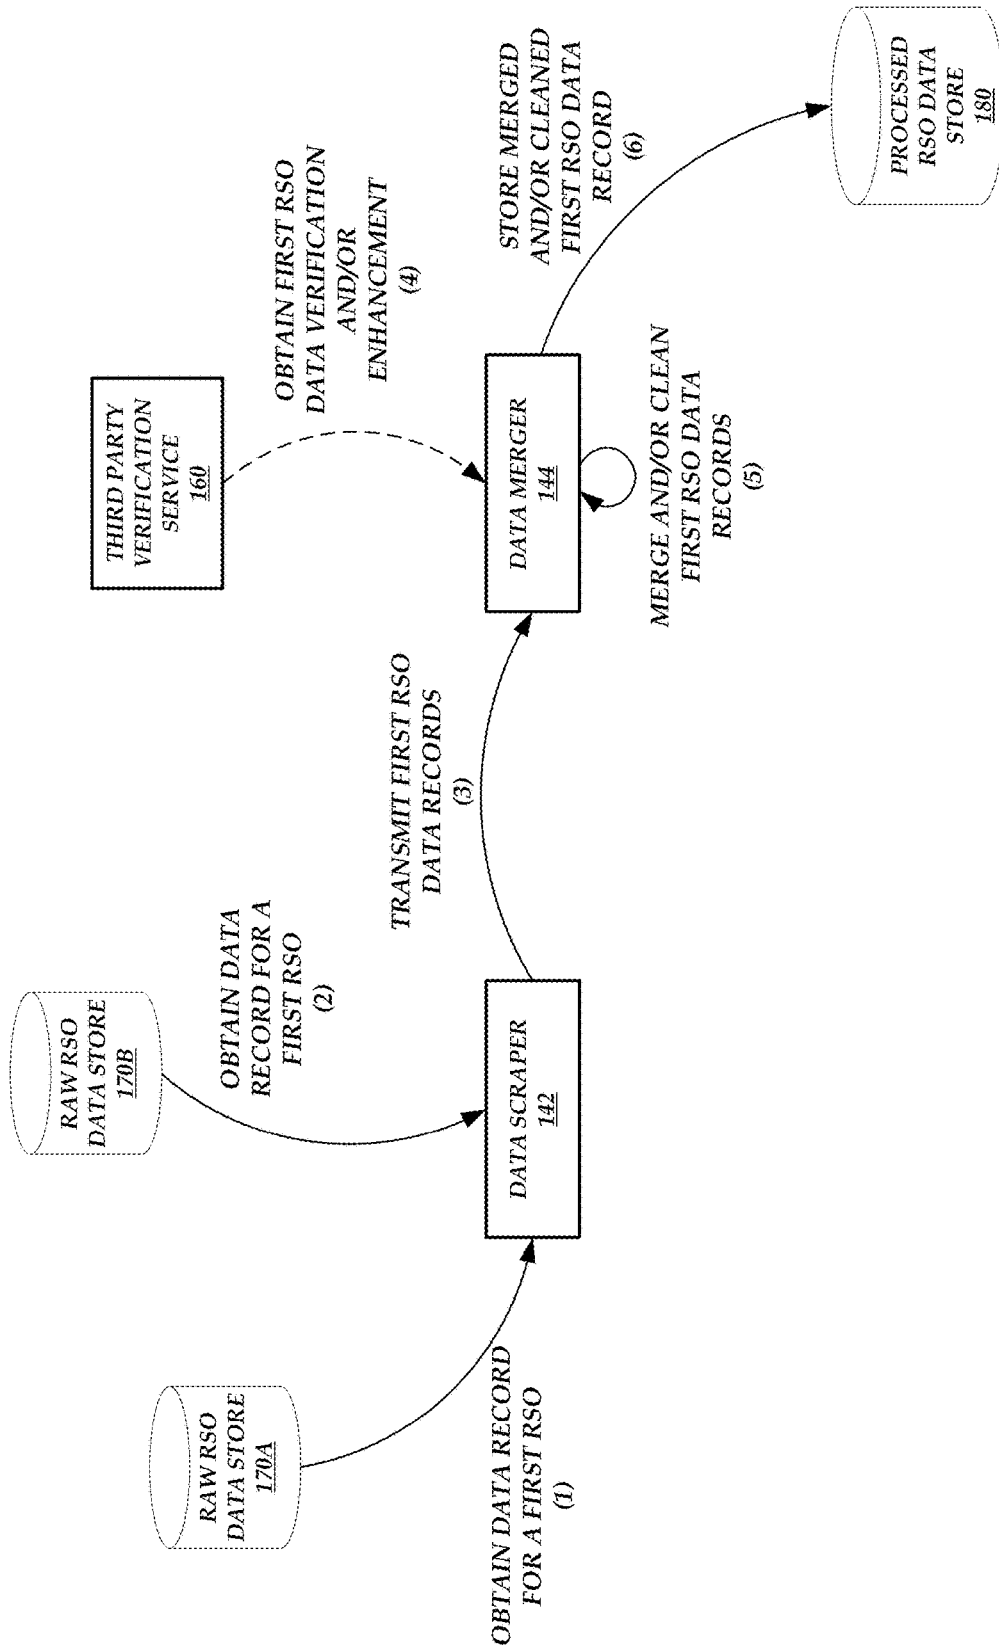 RAW RSO
DATA STORE
170A
OBTAIN DATA RECORD
FOR A FIRST RSO
(1)
RAW RSO
DATA STORE
170B
OBTAIN DATA
RECORD FOR A
FIRST RSO
(2)
DATA SCRAPER
142
TRANSMIT FIRST RSO
DATA RECORDS
(3)
THIRD PARTY
VERIFICATION
SERVICE
160
OBTAIN FIRST RSO
DATA VERIFICATION
AND/OR
ENHANCEMENT
(4)
DATA MERGER
144
MERGE AND/OR CLEAN
FIRST RSO DATA
RECORDS
(5)
STORE MERGED
AND/OR CLEANED
FIRST RSO DATA
RECORD
(6)
PROCESSED
RSO DATA
STORE
180